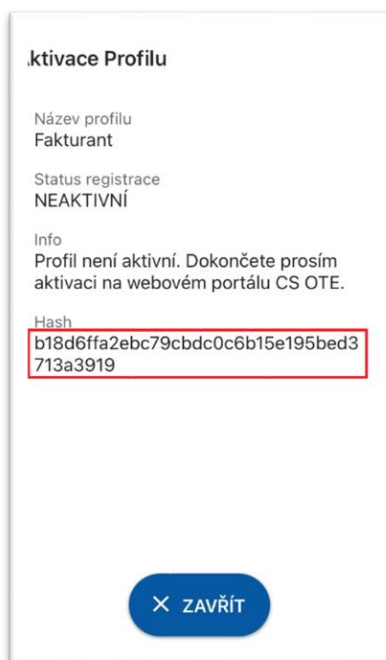 ktivace Profilu
Název profilu
Fakturant
Status registrace
NEAKTIVNÍ
Info
Profil není aktivní. Dokončete prosím
aktivaci na webovém portálu CS OTE.
Hash
b18d6ffa2ebc79cbdc0c6b15e195bed3
713a3919
× ZAVŘÍT